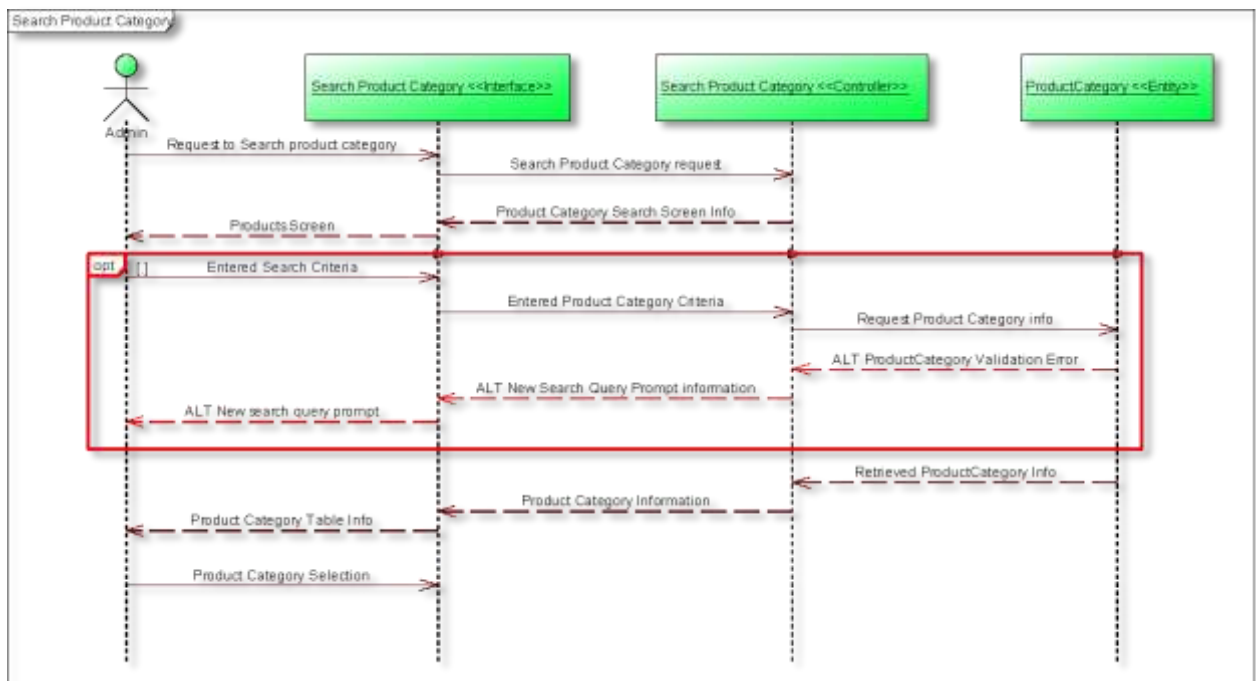 Search Product Category
Search Product Category <<Interface>>
Search Product Category <<Controller>>
ProductCategory <<Entity>>
Admin
Request to Search product category
Search Product Category request
Product Category Search Screen Info
Products Screen
opt
[ ]
Entered Search Criteria
Entered Product Category Criteria
Request Product Category info
ALT ProductCategory Validation Error
ALT New Search Query Prompt information
ALT New search query prompt
Retrieved ProductCategory Info
Product Category Information
Product Category Table Info
Product Category Selection